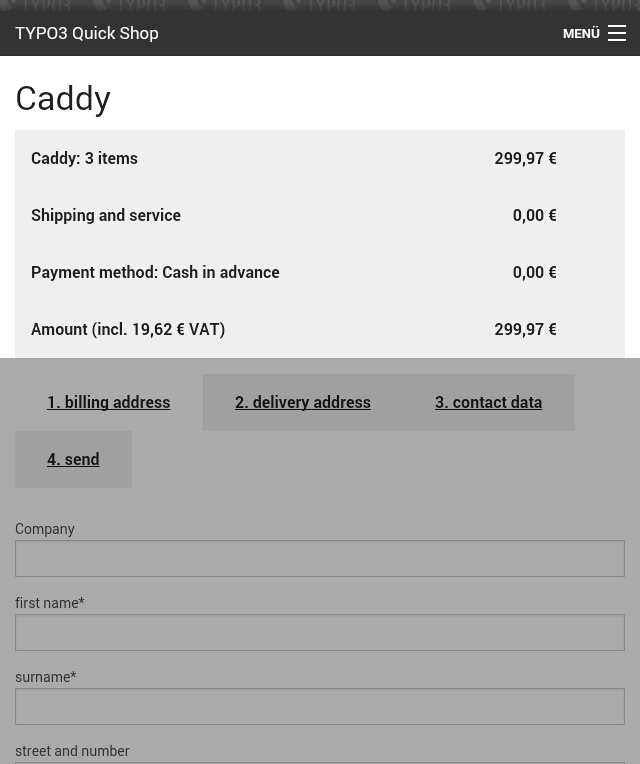 TYPO3 Quick Shop
MENÜ
Caddy
Caddy: 3 items 299,97 €
Shipping and service 0,00 €
Payment method: Cash in advance 0,00 €
Amount (incl. 19,62 € VAT) 299,97 €
1. billing address 2. delivery address 3. contact data
4. send
Company
first name*
surname*
street and number